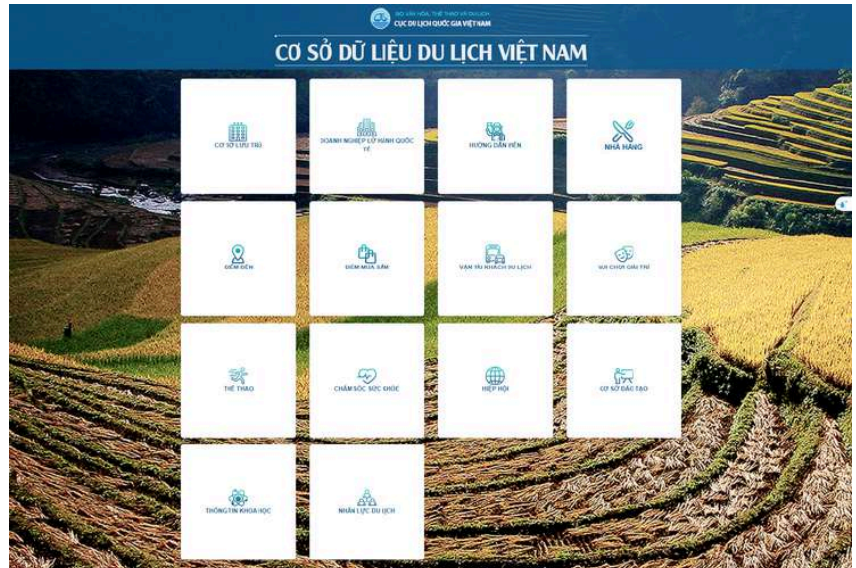 BỘ VĂN HÓA, THỂ THAO VÀ DU LỊCH
CỤC DU LỊCH QUỐC GIA VIỆT NAM
CƠ SỞ DỮ LIỆU DU LỊCH VIỆT NAM
CƠ SỞ LƯU TRÚ
DOANH NGHIỆP LỮ HÀNH QUỐC
TẾ
HƯỚNG DẪN VIÊN
NHÀ HÀNG
ĐIỂM ĐẾN
ĐIỂM MUA SẮM
VẬN TẢI KHÁCH DU LỊCH
VUI CHƠI GIẢI TRÍ
THỂ THAO
CHĂM SÓC SỨC KHỎE
HIỆP HỘI
CƠ SỞ ĐÀO TẠO
THÔNG TIN KHOA HỌC
NHÂN LỰC DU LỊCH